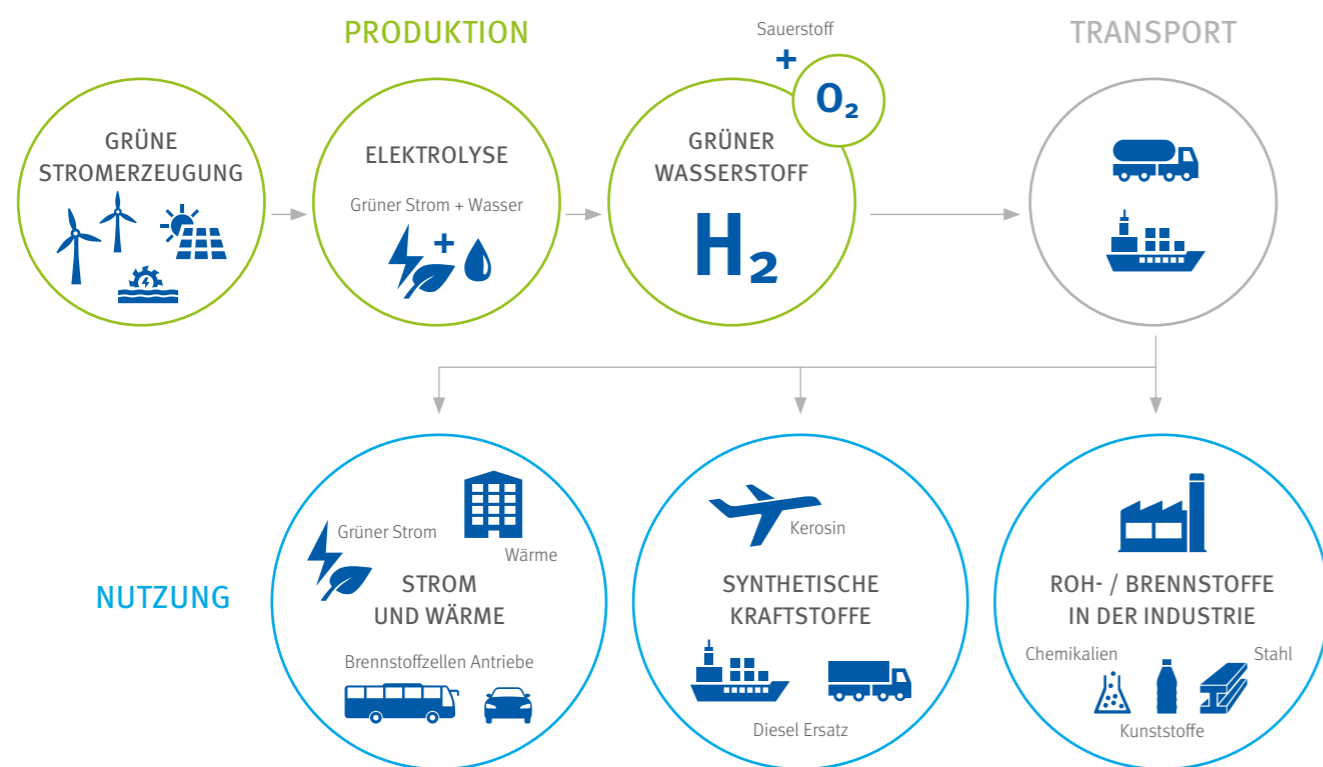 PRODUKTION
Sauerstoff
TRANSPORT
+
O₂
GRÜNE
STROMERZEUGUNG
ELEKTROLYSE
Grüner Strom + Wasser
+
GRÜNER
WASSERSTOFF
H₂
NUTZUNG
Grüner Strom
Wärme
STROM
UND WÄRME
Brennstoffzellen Antriebe
Kerosin
SYNTHETISCHE
KRAFTSTOFFE
Diesel Ersatz
ROH- / BRENNSTOFFE
IN DER INDUSTRIE
Chemikalien
Stahl
Kunststoffe